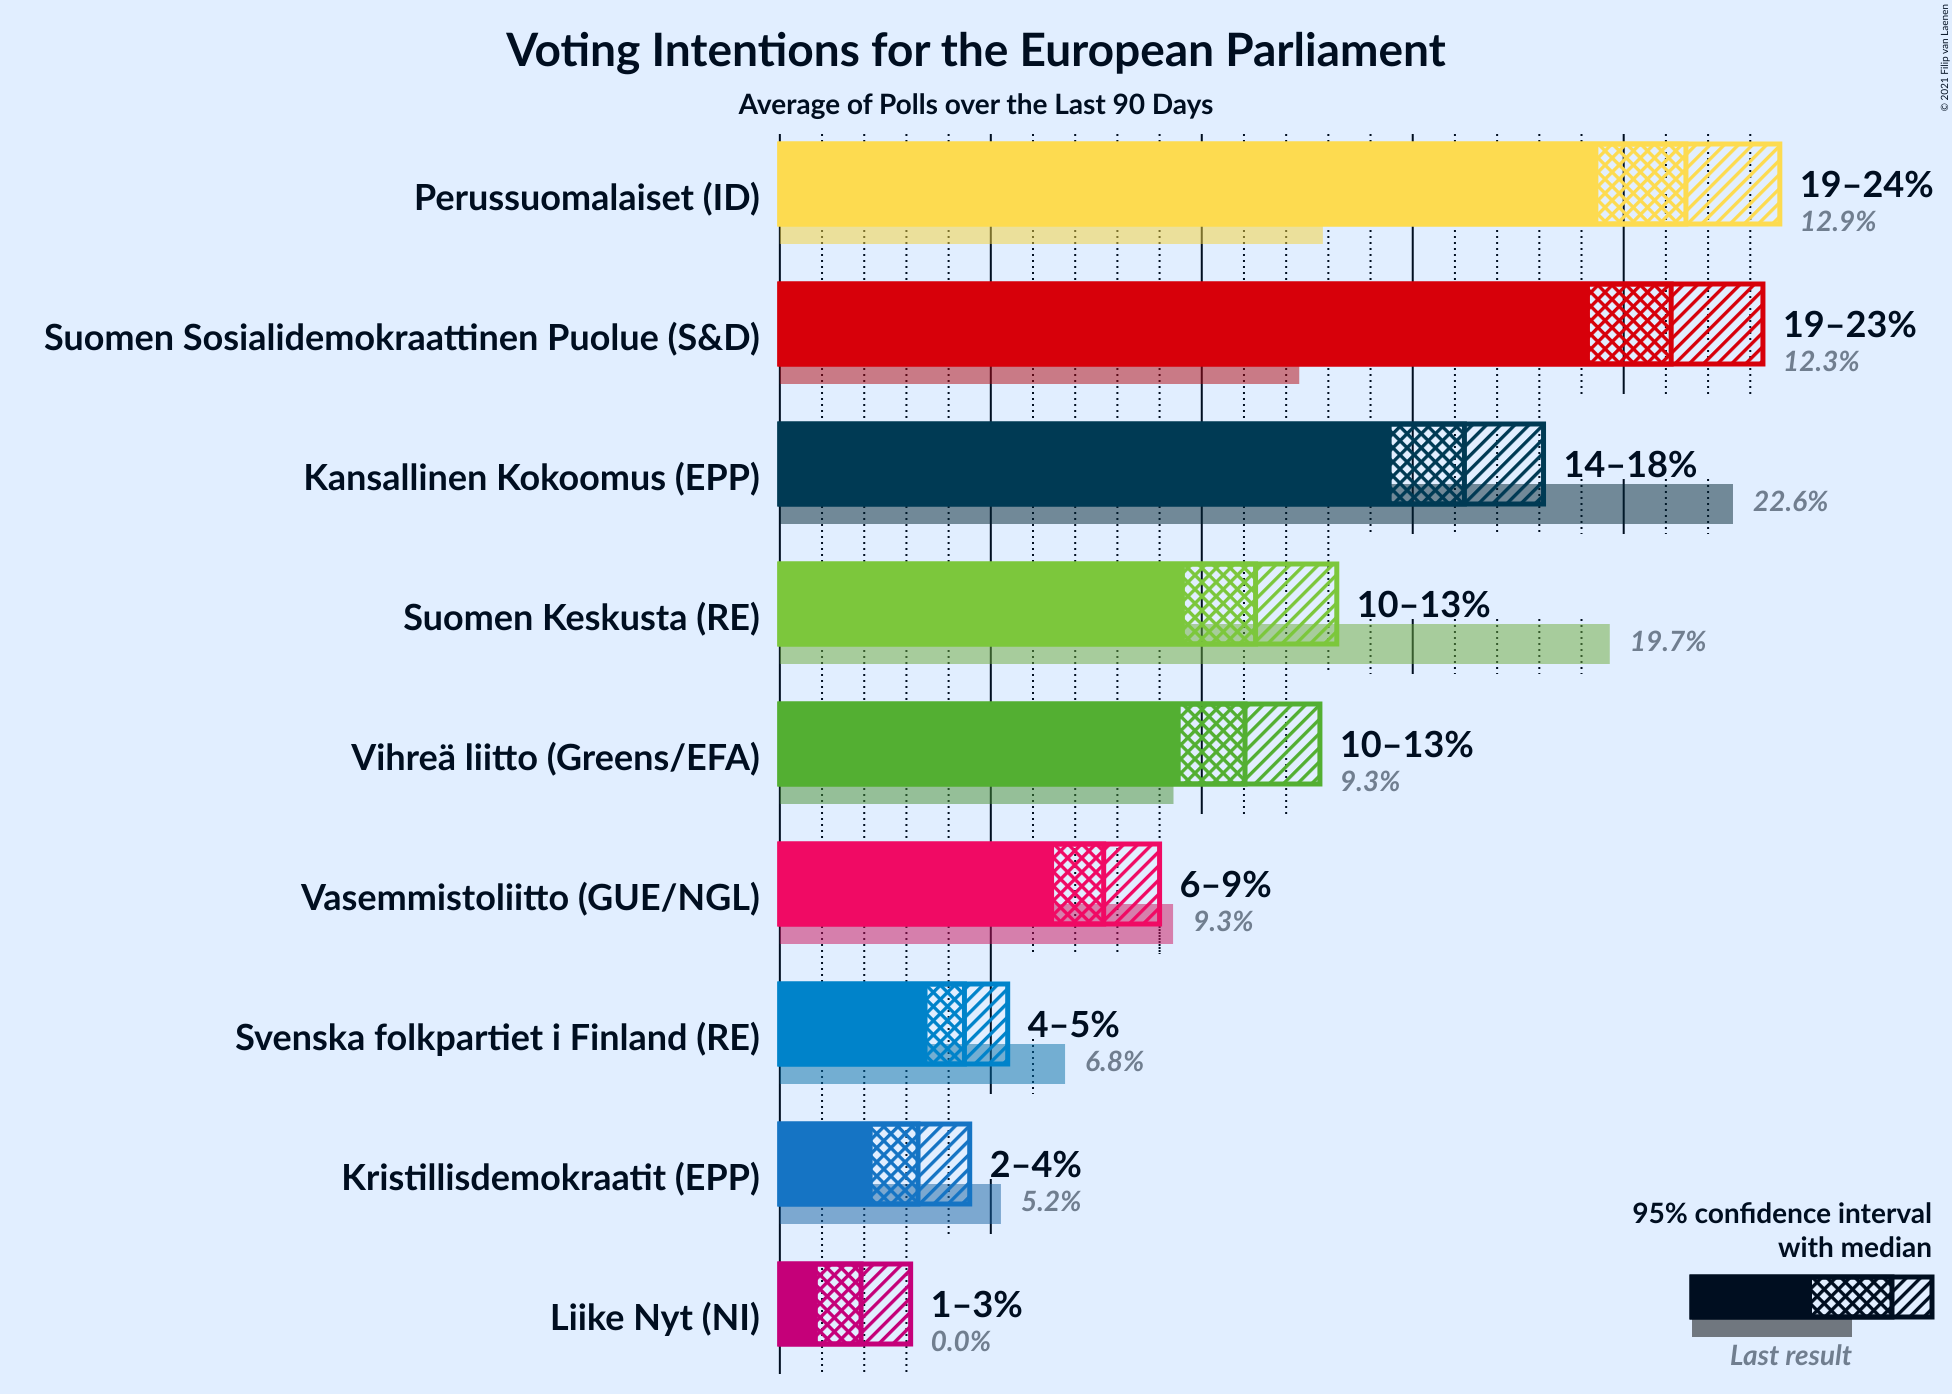 © 2021 Filip van Laenen
Voting Intentions for the European Parliament
Average of Polls over the Last 90 Days
Perussuomalaiset (ID)
19–24%
12.9%
Suomen Sosialidemokraattinen Puolue (S&D)
19–23%
12.3%
Kansallinen Kokoomus (EPP)
14–18%
22.6%
Suomen Keskusta (RE)
10–13%
19.7%
Vihreä liitto (Greens/EFA)
10–13%
9.3%
Vasemmistoliitto (GUE/NGL)
6–9%
9.3%
Svenska folkpartiet i Finland (RE)
4–5%
6.8%
Kristillisdemokraatit (EPP)
2–4%
5.2%
Liike Nyt (NI)
1–3%
0.0%
95% confidence interval
with median
Last result